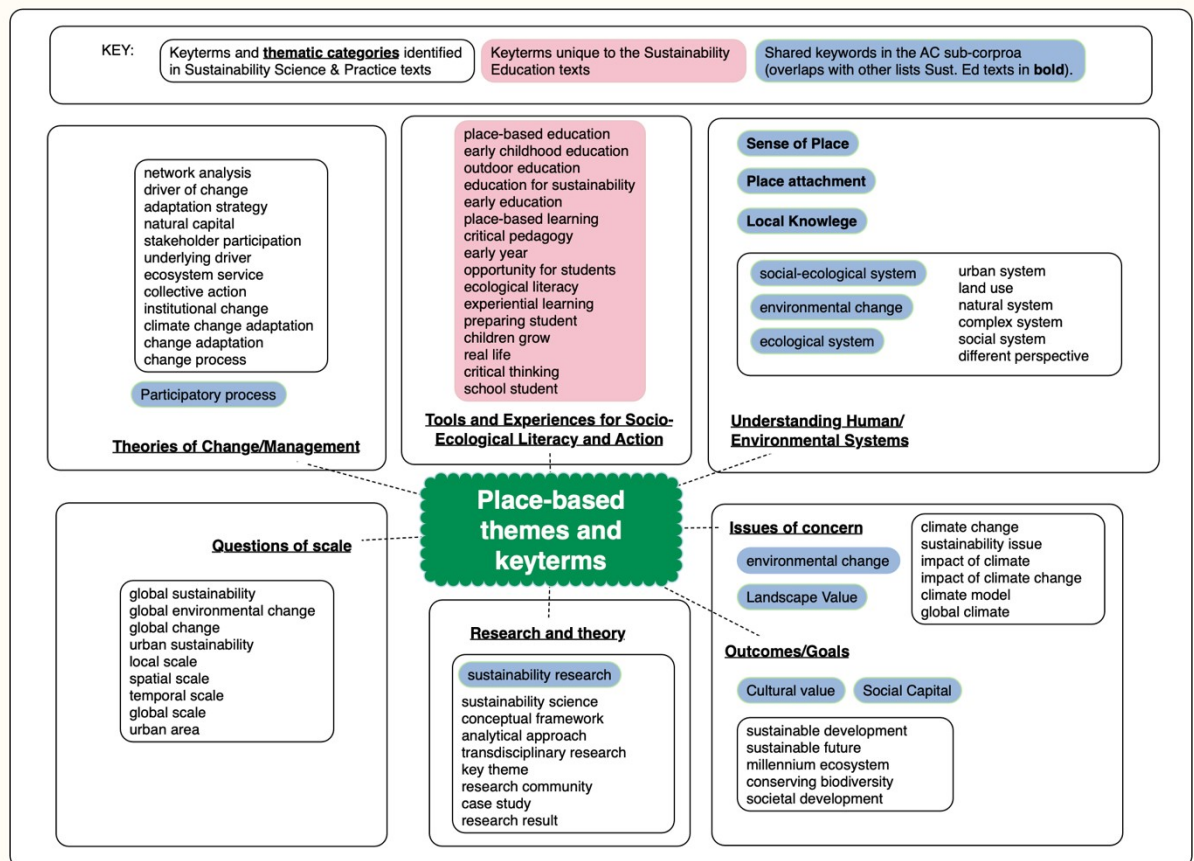 KEY:
Keyterms and thematic categories identified
in Sustainability Science & Practice texts
Keyterms unique to the Sustainability
Education texts
Shared keywords in the AC sub-corproa
(overlaps with other lists Sust. Ed texts in bold).
network analysis
driver of change
adaptation strategy
natural capital
stakeholder participation
underlying driver
ecosystem service
collective action
institutional change
climate change adaptation
change adaptation
change process
Participatory process
Theories of Change/Management
place-based education
early childhood education
outdoor education
education for sustainability
early education
place-based learning
critical pedagogy
early year
opportunity for students
ecological literacy
experiential learning
preparing student
children grow
real life
critical thinking
school student
Tools and Experiences for Socio-
Ecological Literacy and Action
Sense of Place
Place attachment
Local Knowlege
social-ecological system
environmental change
ecological system
urban system
land use
natural system
complex system
social system
different perspective
Understanding Human/
Environmental Systems
Place-based
themes and
keyterms
Questions of scale
global sustainability
global environmental change
global change
urban sustainability
local scale
spatial scale
temporal scale
global scale
urban area
Research and theory
sustainability research
sustainability science
conceptual framework
analytical approach
transdisciplinary research
key theme
research community
case study
research result
Issues of concern
environmental change
Landscape Value
climate change
sustainability issue
impact of climate
impact of climate change
climate model
global climate
Outcomes/Goals
Cultural value
Social Capital
sustainable development
sustainable future
millennium ecosystem
conserving biodiversity
societal development